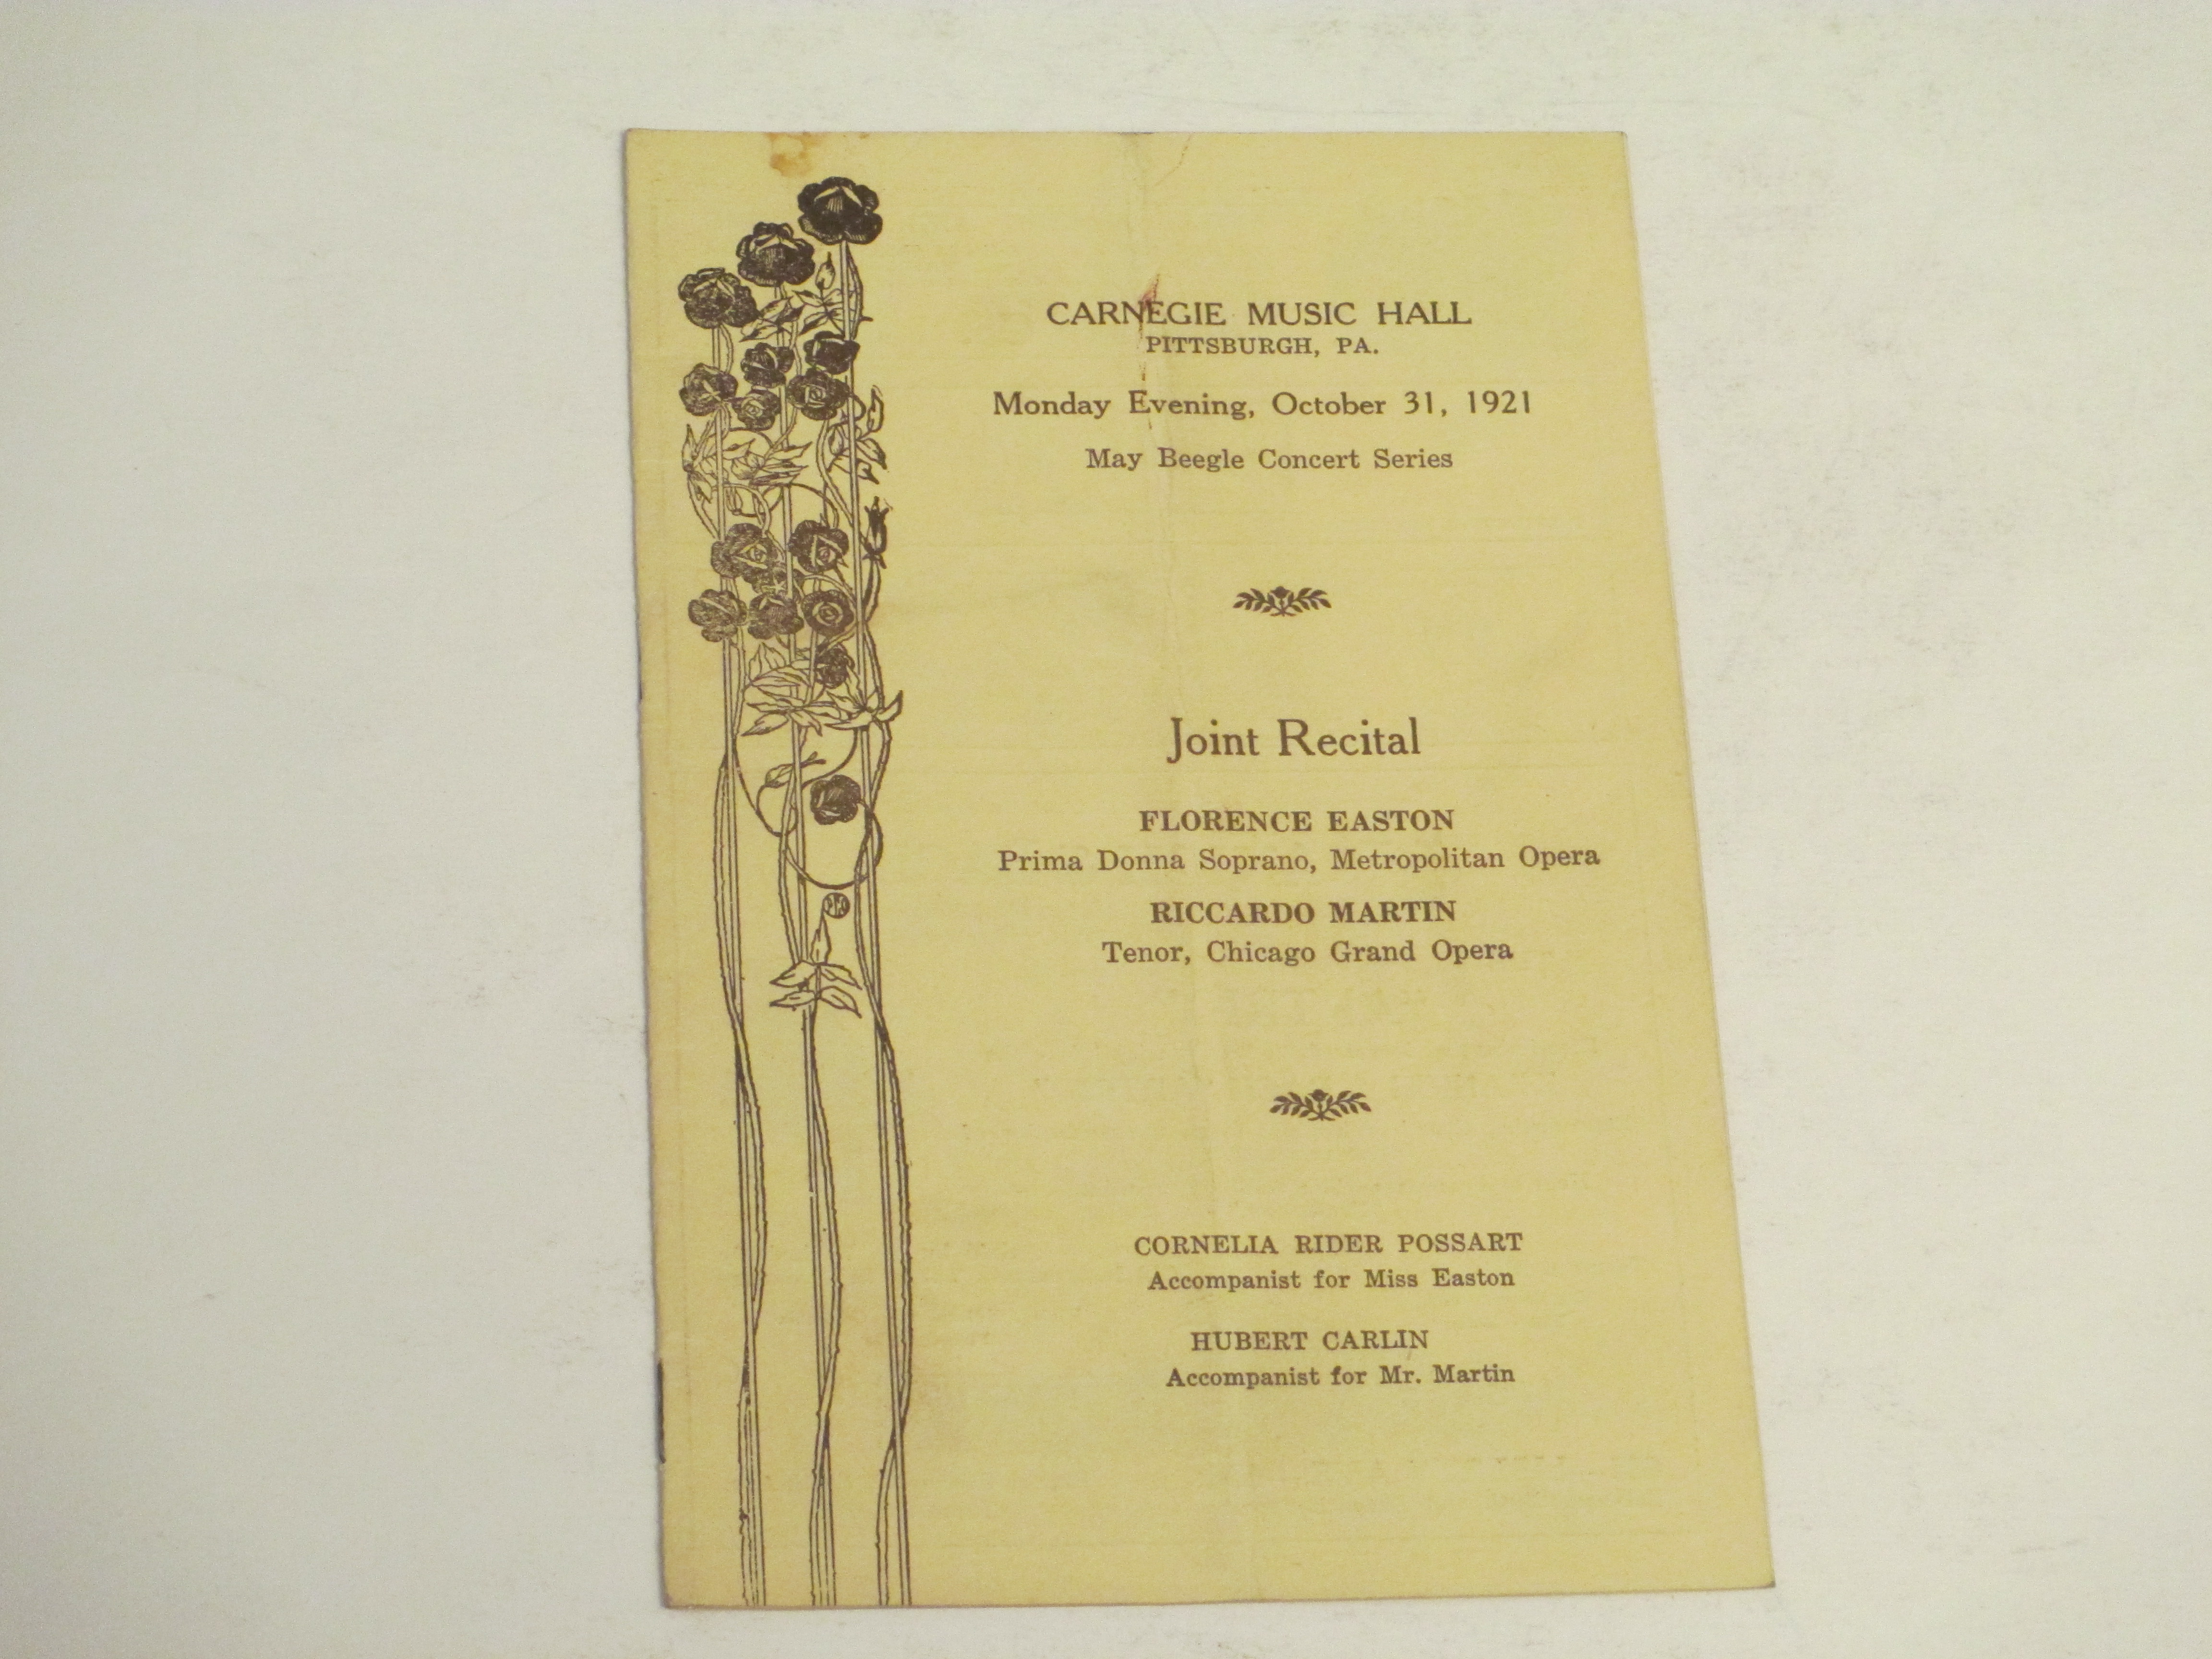 CARNEGIE MUSIC HALL
PITTSBURGH, PA.
Monday Evening, October 31, 1921
May Beegle Concert Series
Joint Recital
FLORENCE EASTON
Prima Donna Soprano, Metropolitan Opera
RICCARDO MARTIN
Tenor, Chicago Grand Opera
CORNELIA RIDER POSSART
Accompanist for Miss Easton
HUBERT CARLIN
Accompanist for Mr. Martin